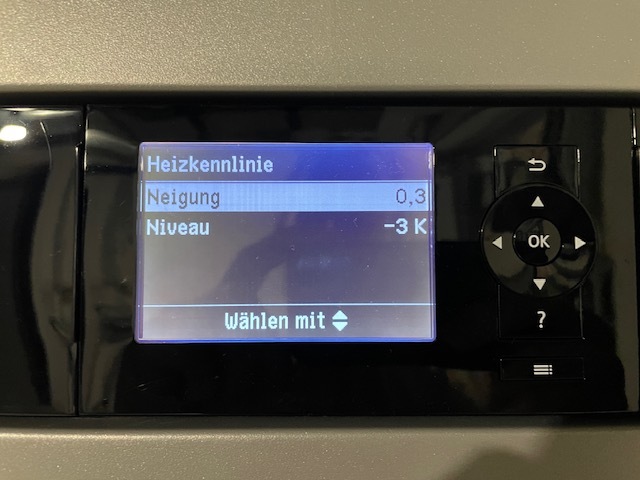 Heizkennlinie
Neigung 0,3
Niveau -3 K
Wählen mit
OK
?